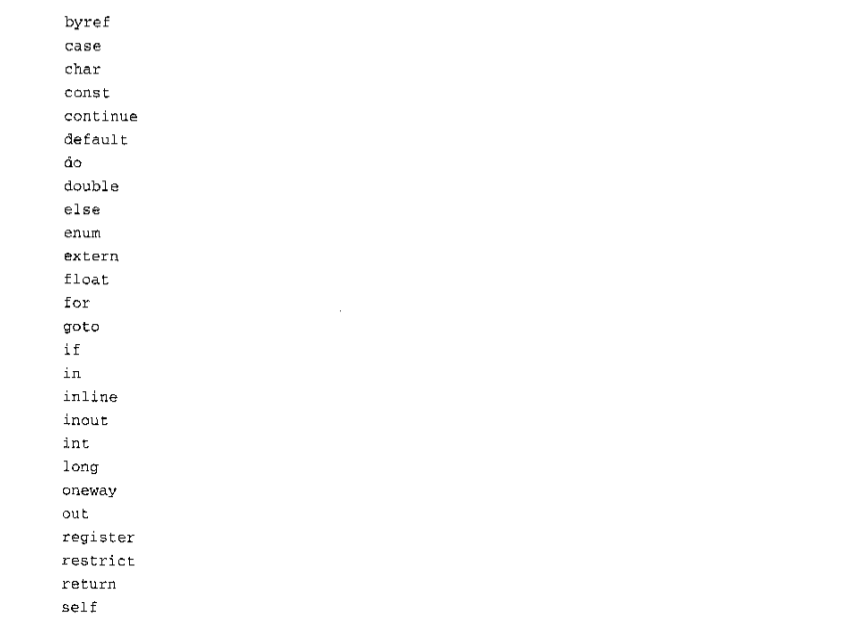 byref
case
char
const
continue
default
do
double
else
enum
extern
float
for
goto
if
in
inline
inout
int
long
oneway
out
register
restrict
return
self